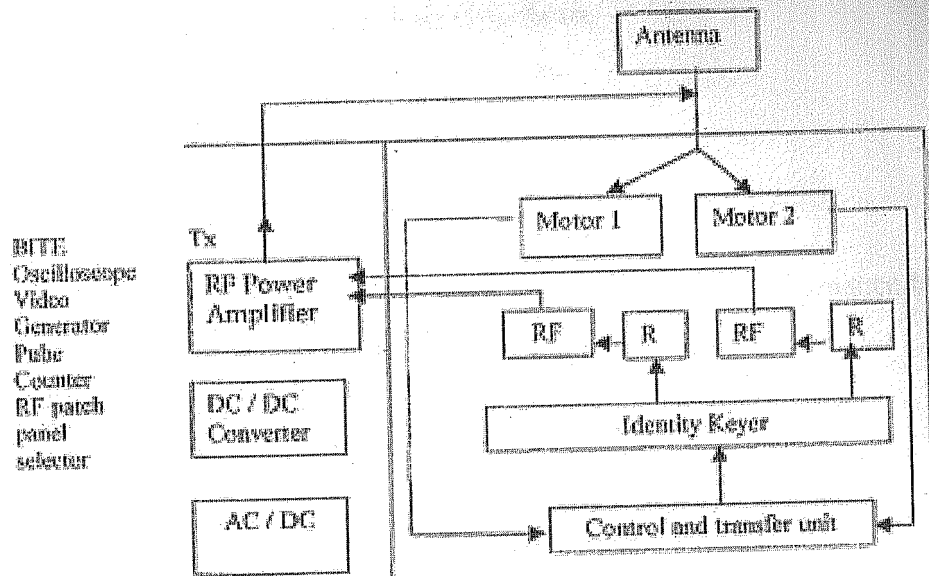 Antenna
Motor 1
Motor 2
BITE
Oscilloscope
Video
Generator
Pulse
Counter
RF patch
panel
selector
Tx
RF Power
Amplifier
RF
R
RF
R
DC / DC
Converter
Identity Keyer
AC / DC
Control and transfer unit